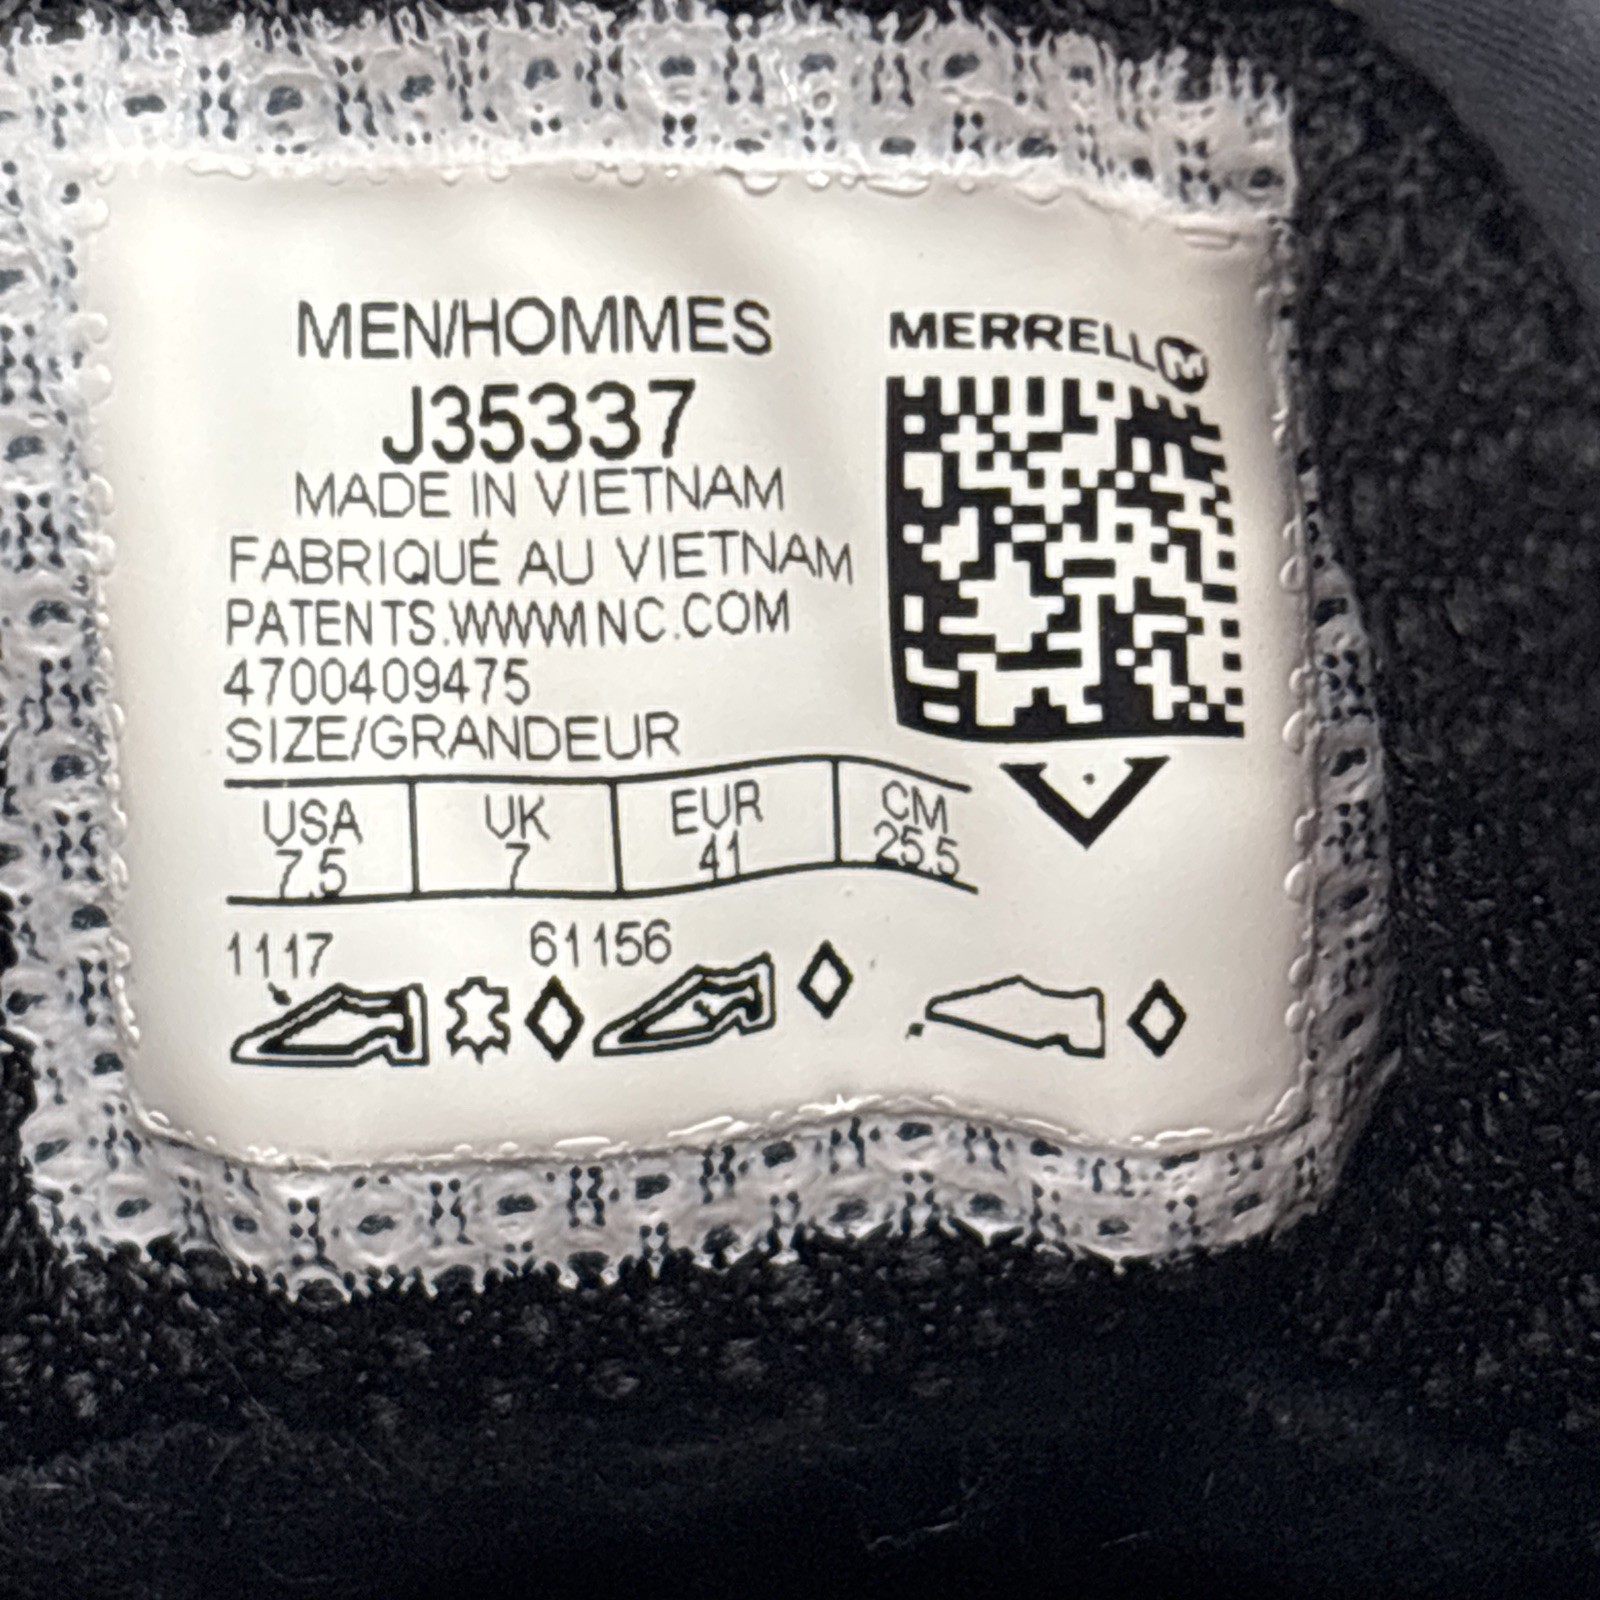 MEN/HOMMES
J35337
MADE IN VIETNAM
FABRIQUÉ AU VIETNAM
PATENTS.WWWMNC.COM
4700409475
SIZE/GRANDEUR
USA UK EUR CM
7.5 7 41 25.5
1117 61156
MERRELL M